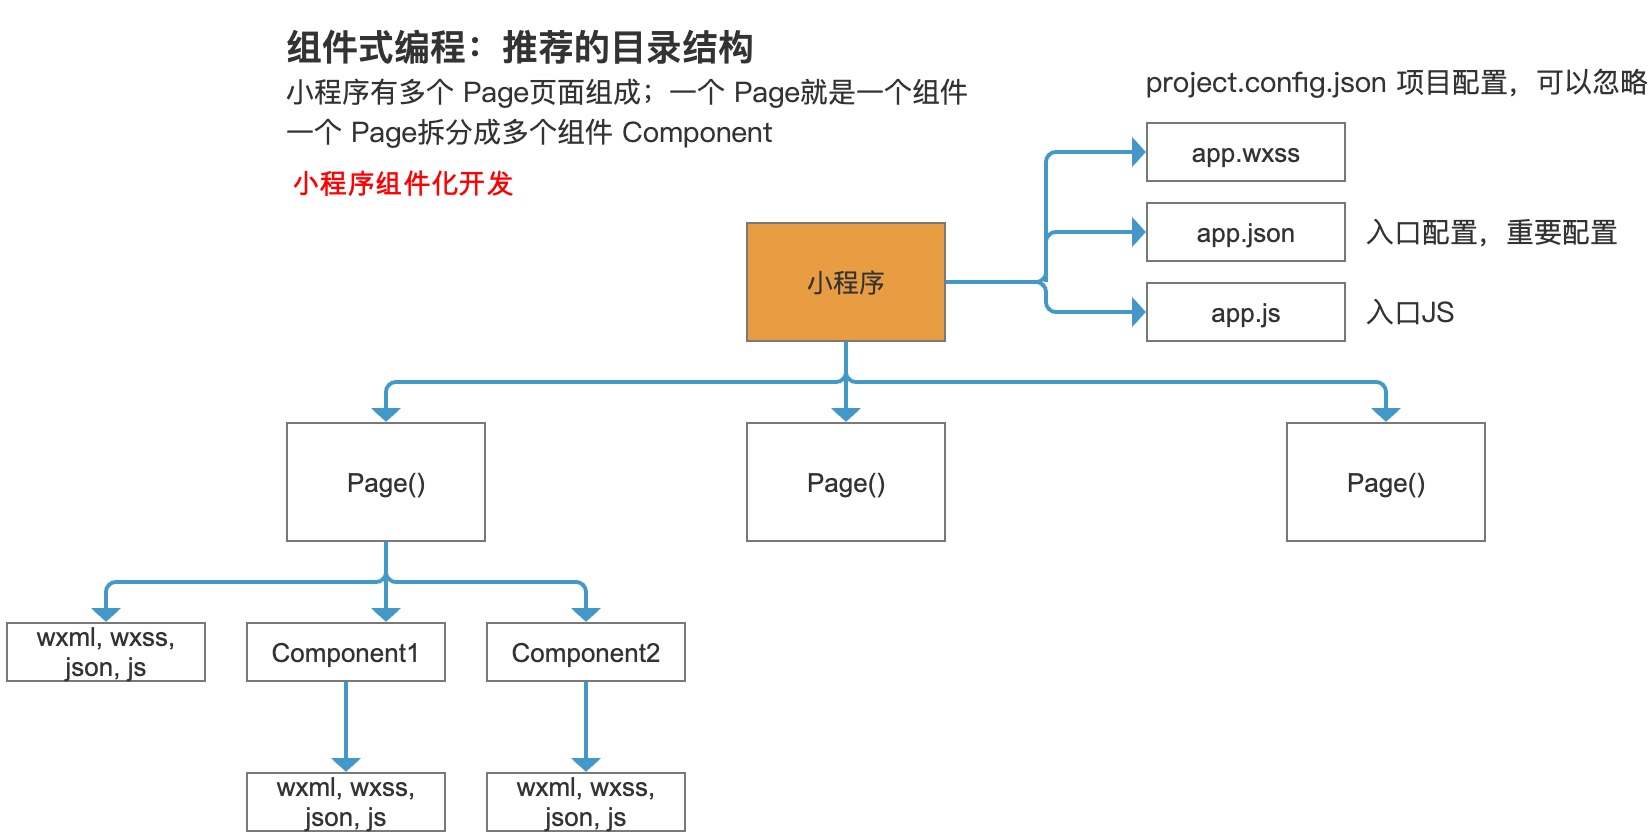 组件式编程：推荐的目录结构
小程序有多个 Page页面组成；一个 Page就是一个组件
一个 Page拆分成多个组件 Component
小程序组件化开发
project.config.json 项目配置，可以忽略
app.wxss
app.json
入口配置，重要配置
小程序
app.js
入口JS
Page()
Page()
Page()
wxml, wxss,
json, js
Component1
Component2
wxml, wxss,
json, js
wxml, wxss,
json, js